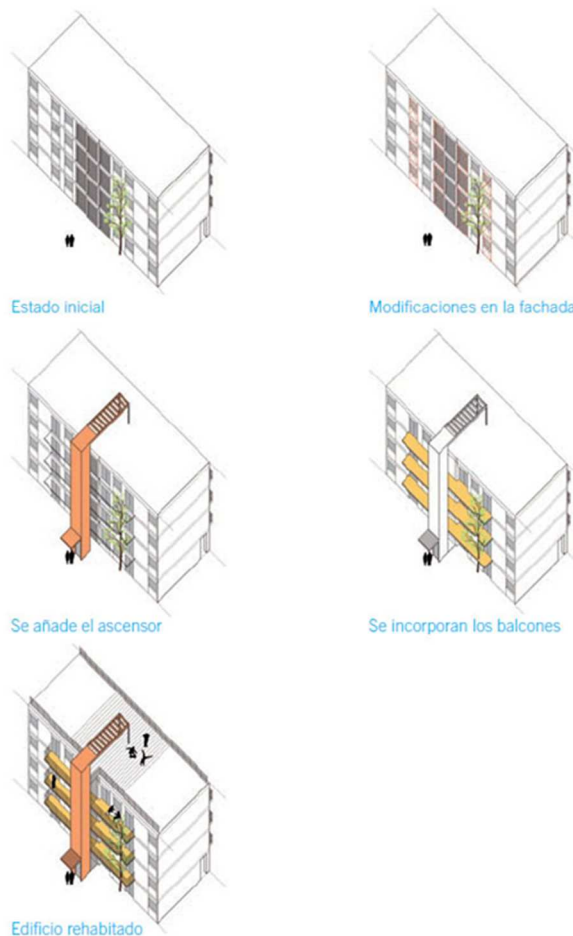 Estado inicial
Modificaciones en la fachada
Se añade el ascensor
Se incorporan los balcones
Edificio rehabitado